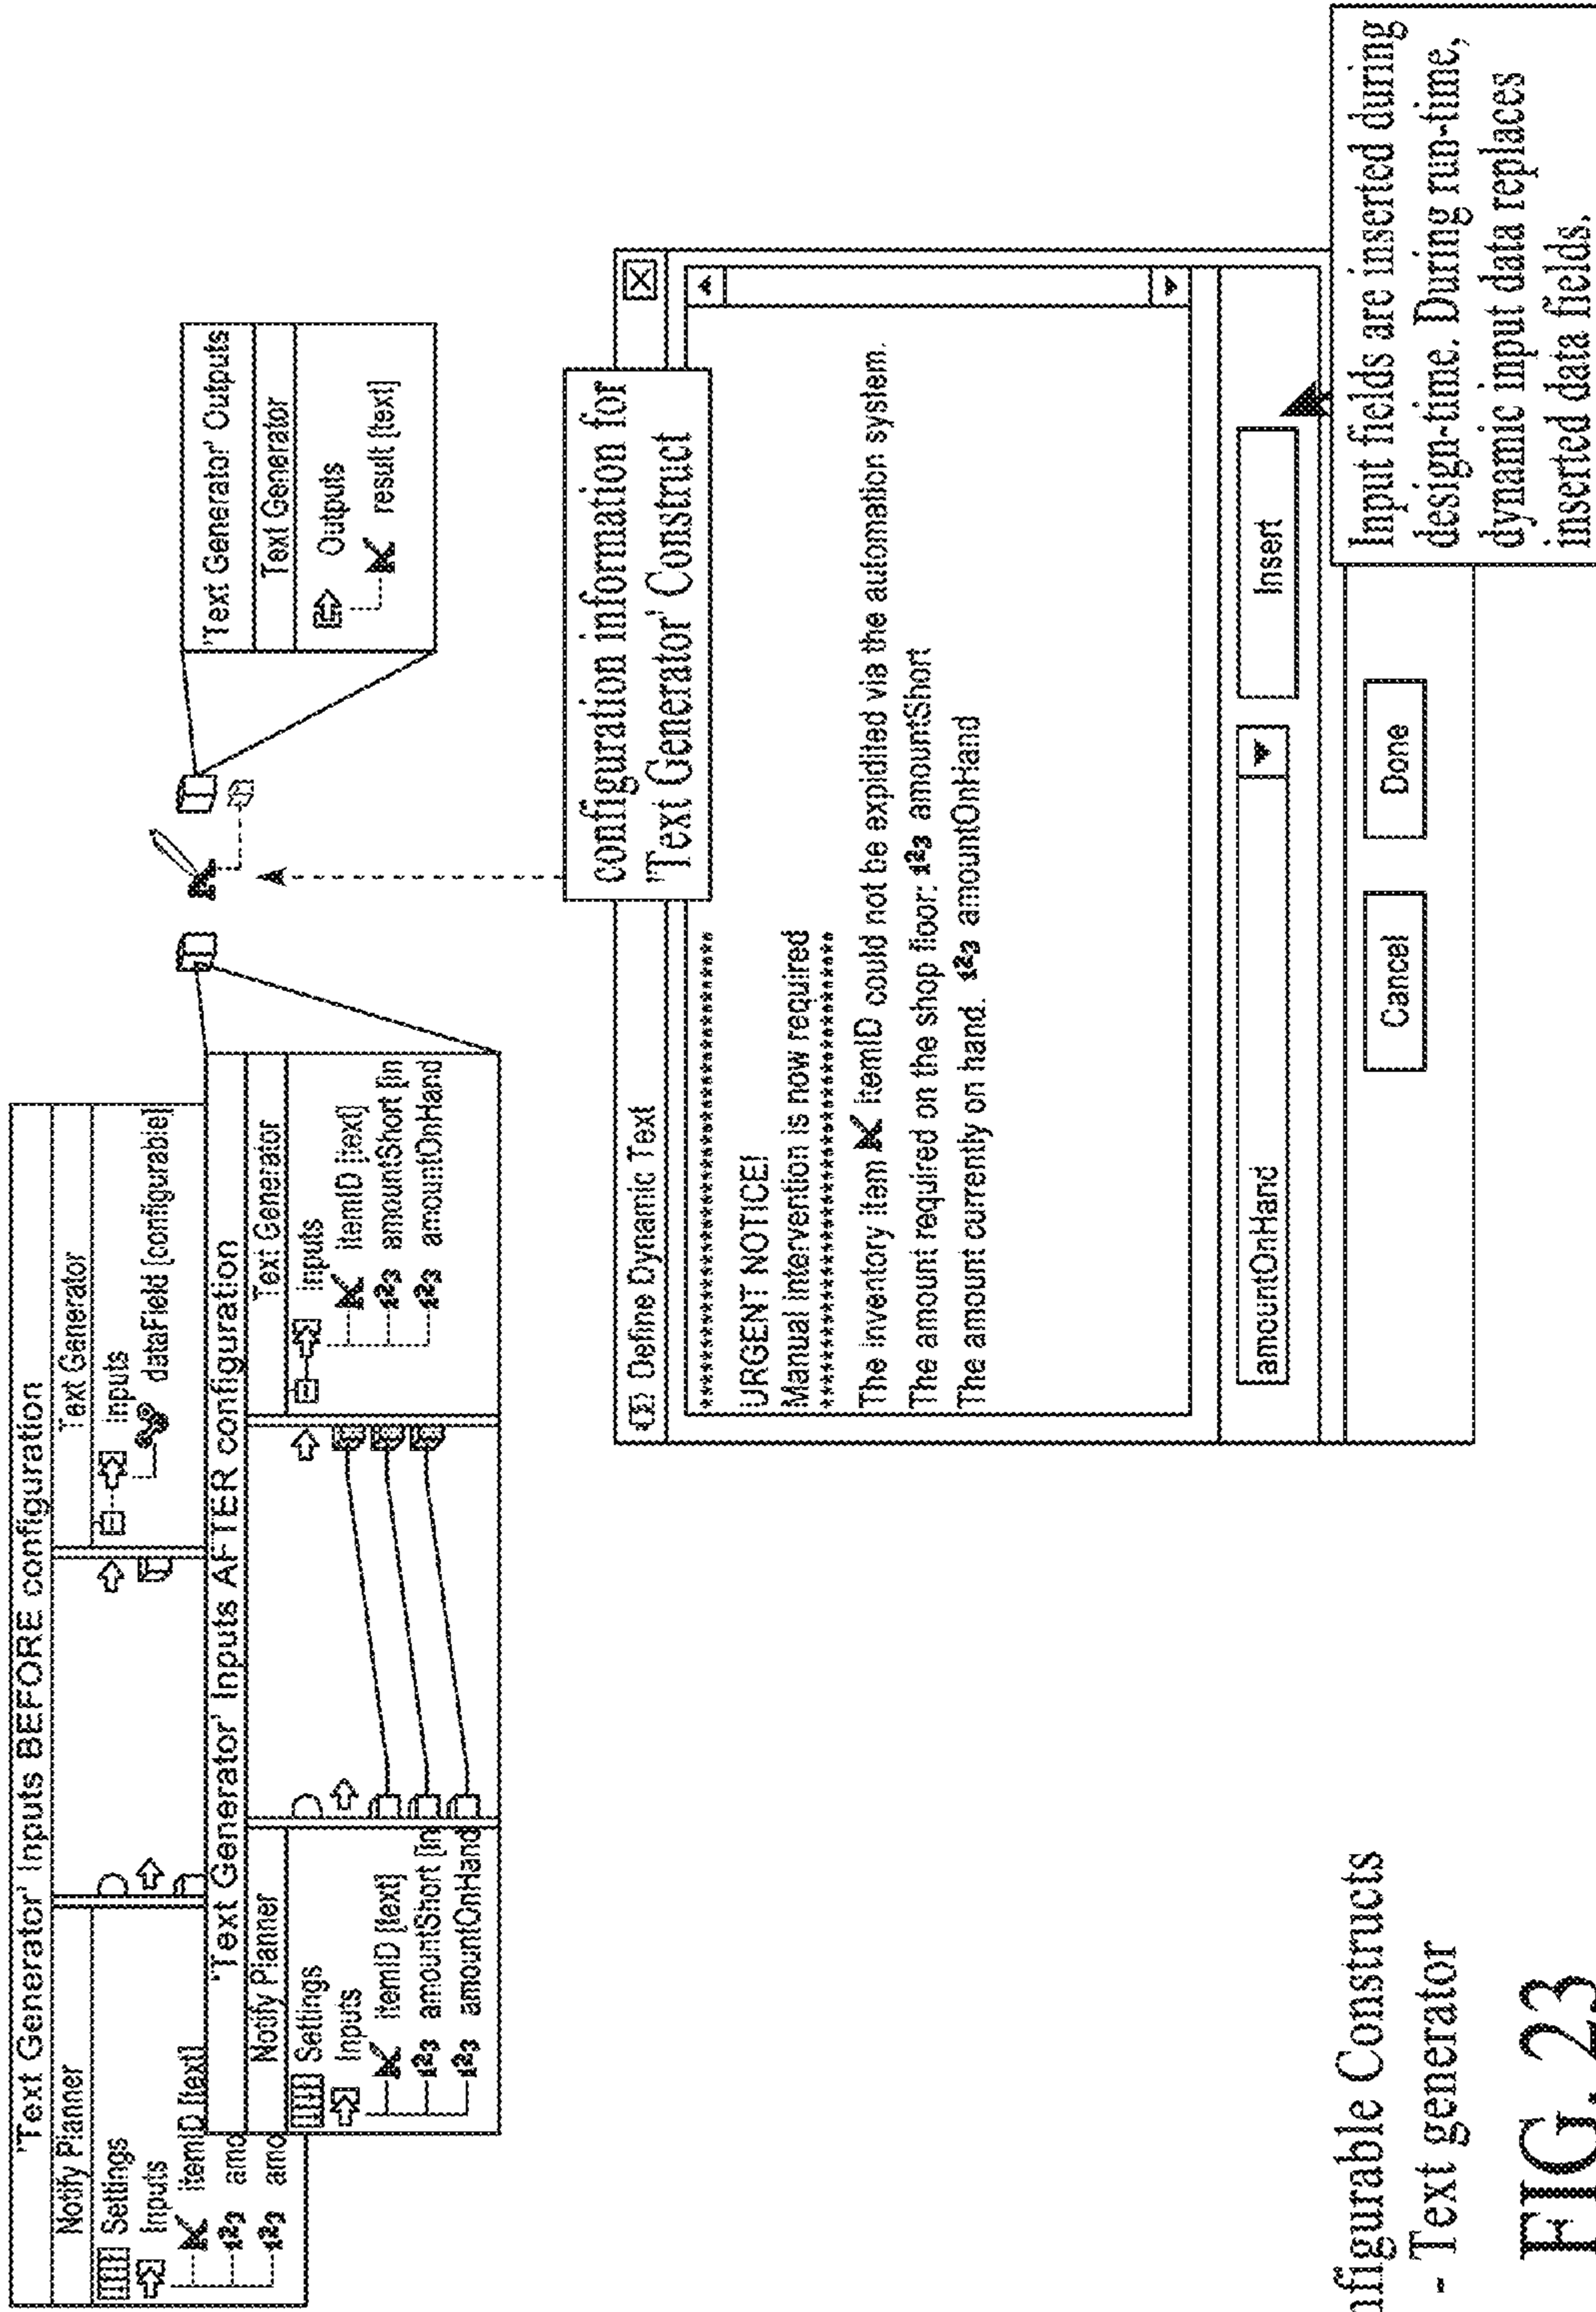 'Text Generator' Inputs BEFORE configuration
Notify Planner
Text Generator
Settings
Inputs
itemID [text]
amo
amo
Inputs
dataField [configurable]
'Text Generator' Inputs AFTER configuration
Notify Planner
Text Generator
Settings
Inputs
itemID [text]
amountShort [in
amountOnHand
Inputs
itemID [text]
amountShort [in
amountOnHand
'Text Generator' Outputs
Text Generator
Outputs
result [text]
configuration information for
'Text Generator' Construct
Define Dynamic Text
URGENT NOTICE!
Manual intervention is now required
The inventory item itemID could not be expidited via the automation system.
The amount required on the shop floor: 123 amountShort
The amount currently on hand. 123 amountOnHand
amountOnHand
Insert
Cancel
Done
Input fields are inserted during
design-time. During run-time,
dynamic input data replaces
inserted data fields.
nfigurable Constructs
- Text generator
FIG. 23